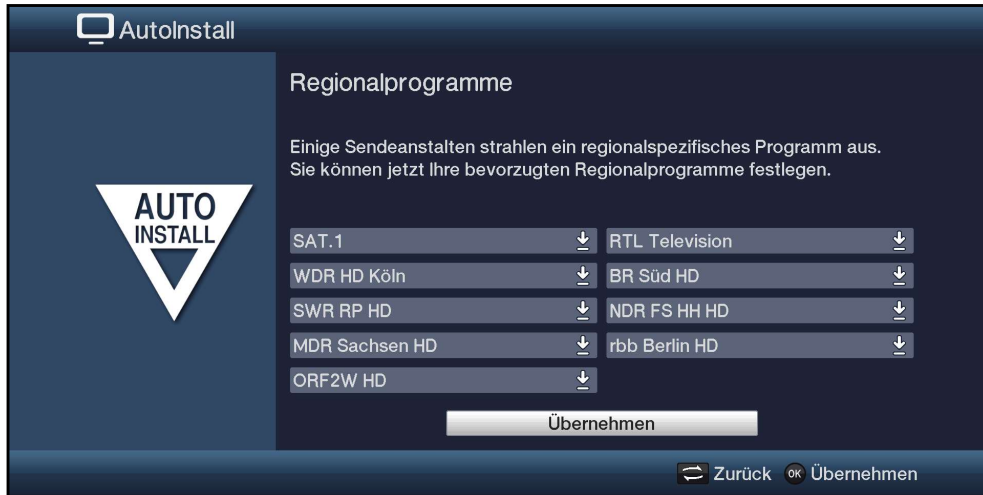 AutoInstall
Regionalprogramme
Einige Sendeanstalten strahlen ein regionalspezifisches Programm aus.
Sie können jetzt Ihre bevorzugten Regionalprogramme festlegen.
AUTO
INSTALL
SAT.1
RTL Television
WDR HD Köln
BR Süd HD
SWR RP HD
NDR FS HH HD
MDR Sachsen HD
rbb Berlin HD
ORF2W HD
Übernehmen
Zurück OK Übernehmen